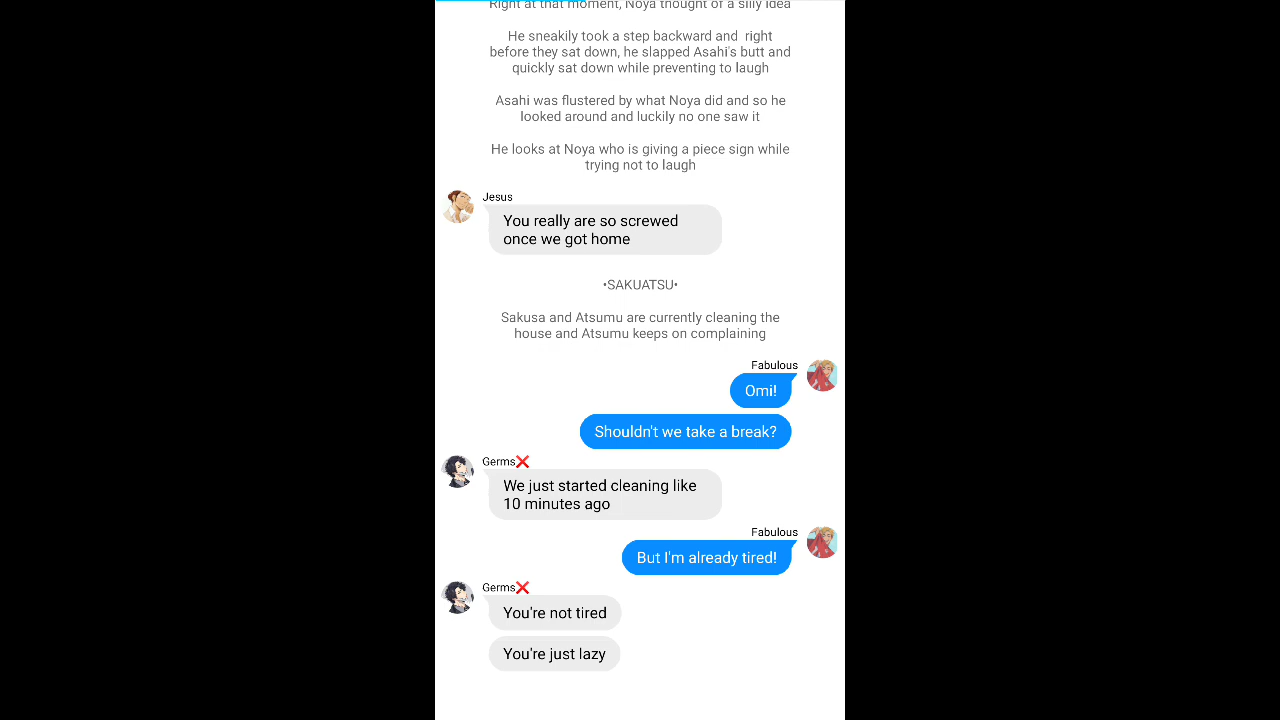 Right at that moment, Noya thought of a silly idea
He sneakily took a step backward and  right
before they sat down, he slapped Asahi's butt and
quickly sat down while preventing to laugh
Asahi was flustered by what Noya did and so he
looked around and luckily no one saw it
He looks at Noya who is giving a piece sign while
trying not to laugh
Jesus
You really are so screwed
once we got home
•SAKUATSU•
Sakusa and Atsumu are currently cleaning the
house and Atsumu keeps on complaining
Fabulous
Omi!
Shouldn't we take a break?
Germs❌
We just started cleaning like
10 minutes ago
Fabulous
But I'm already tired!
Germs❌
You're not tired
You're just lazy